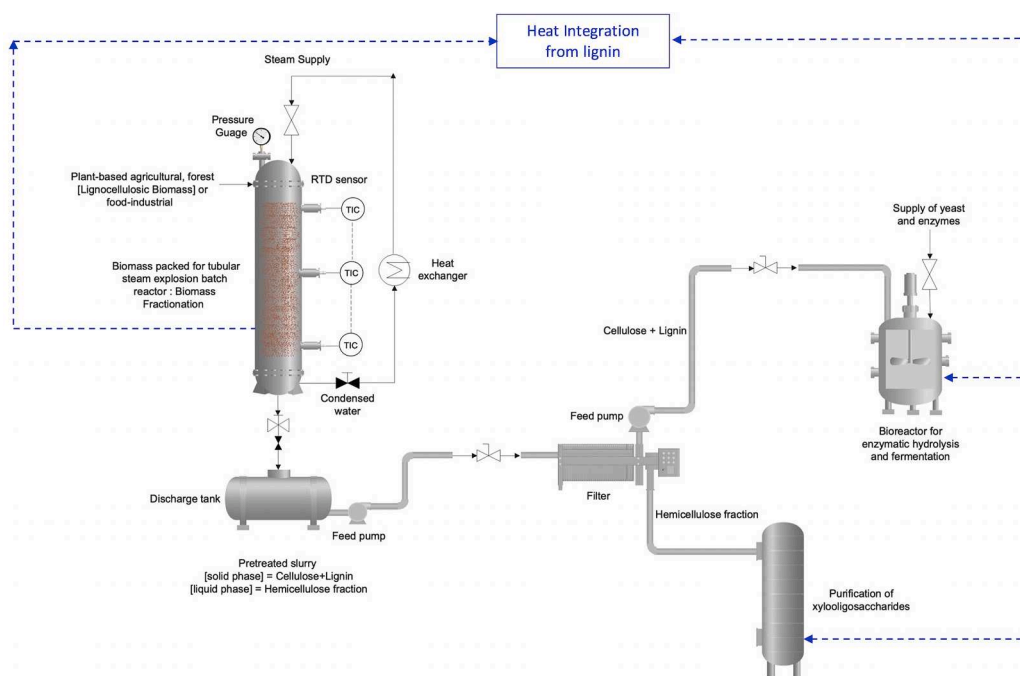 Heat Integration
from lignin
Steam Supply
Pressure
Guage
Plant-based agricultural, forest
[Lignocellulosic Biomass] or
food-industrial
RTD sensor
TIC
TIC
TIC
Biomass packed for tubular
steam explosion batch
reactor : Biomass
Fractionation
Heat
exchanger
Condensed
water
Supply of yeast
and enzymes
Cellulose + Lignin
Feed pump
Bioreactor for
enzymatic hydrolysis
and fermentation
Discharge tank
Feed pump
Filter
Hemicellulose fraction
Pretreated slurry
[solid phase] = Cellulose+Lignin
[liquid phase] = Hemicellulose fraction
Purification of
xylooligosaccharides